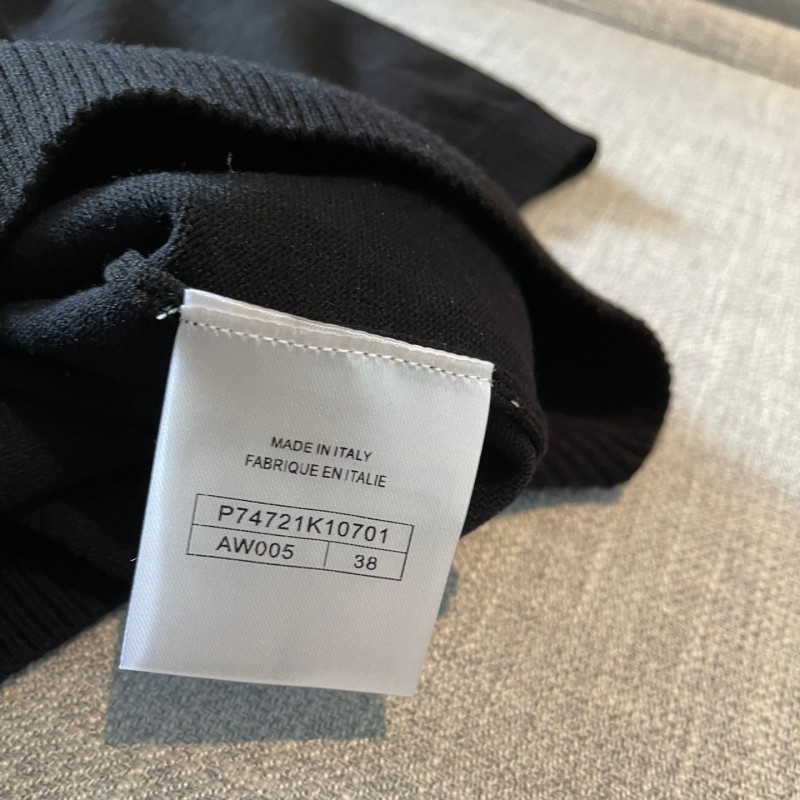 MADE IN ITALY
FABRIQUE EN ITALIE
P74721K10701
AW005 38